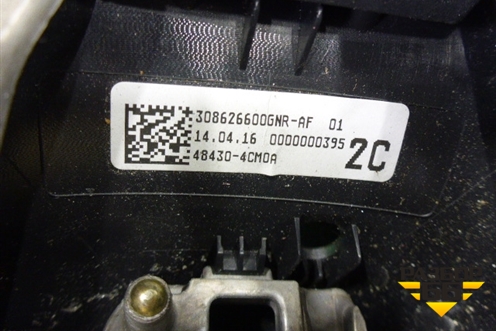 308626600GNR-AF 01
14.04.16 0000000395
48430-4CM0A 2C